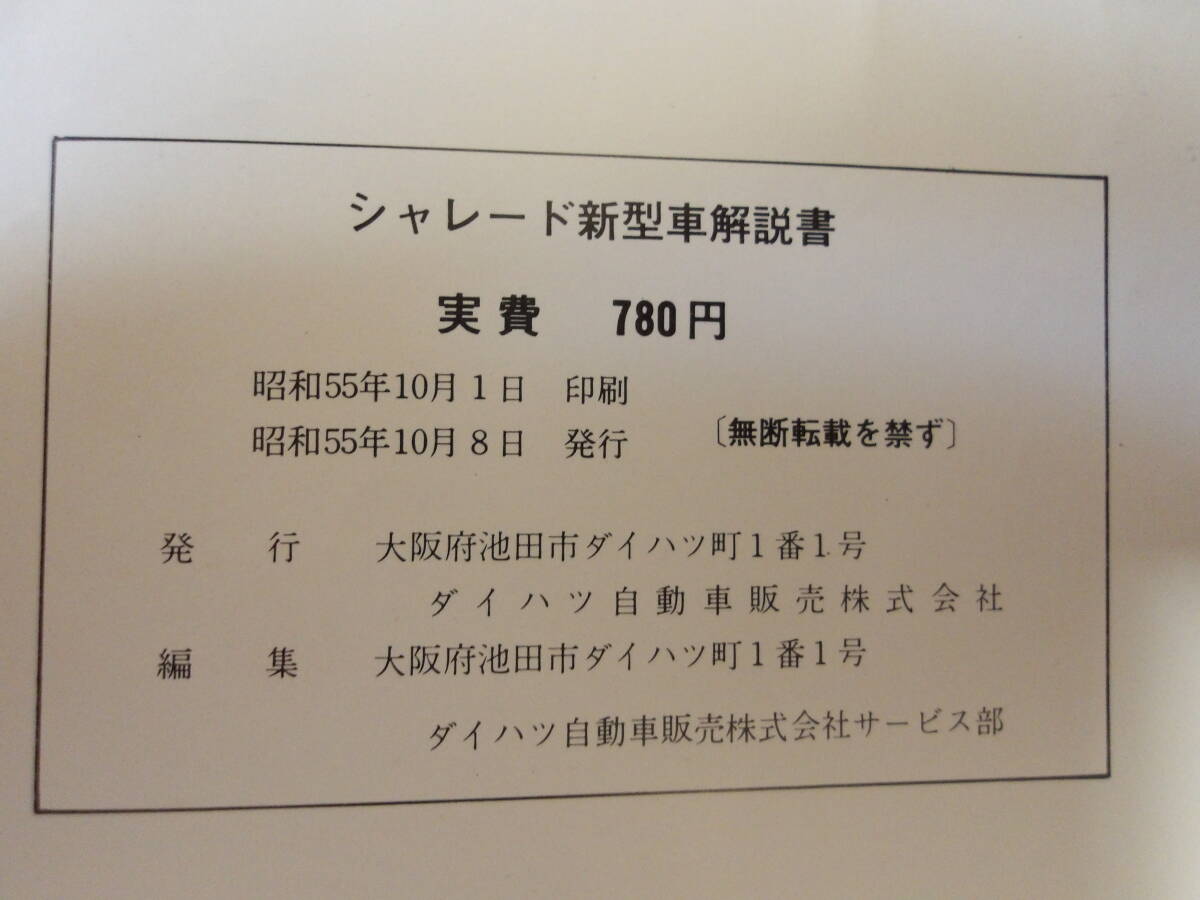 シャレード新型車解説書
実費 780円
昭和55年10月1日 印刷
昭和55年10月8日 発行 〔無断転載を禁ず〕
発行 大阪府池田市ダイハツ町1番1号
ダイハツ自動車販売株式会社
編集 大阪府池田市ダイハツ町1番1号
ダイハツ自動車販売株式会社サービス部